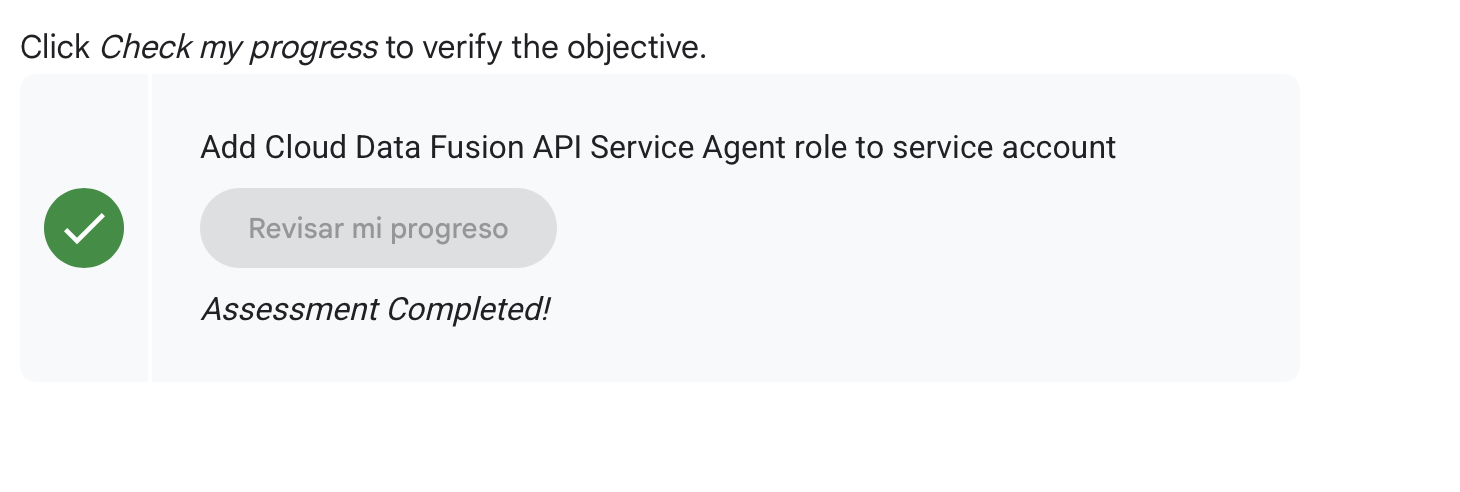 Click Check my progress to verify the objective.
Add Cloud Data Fusion API Service Agent role to service account
Revisar mi progreso
Assessment Completed!